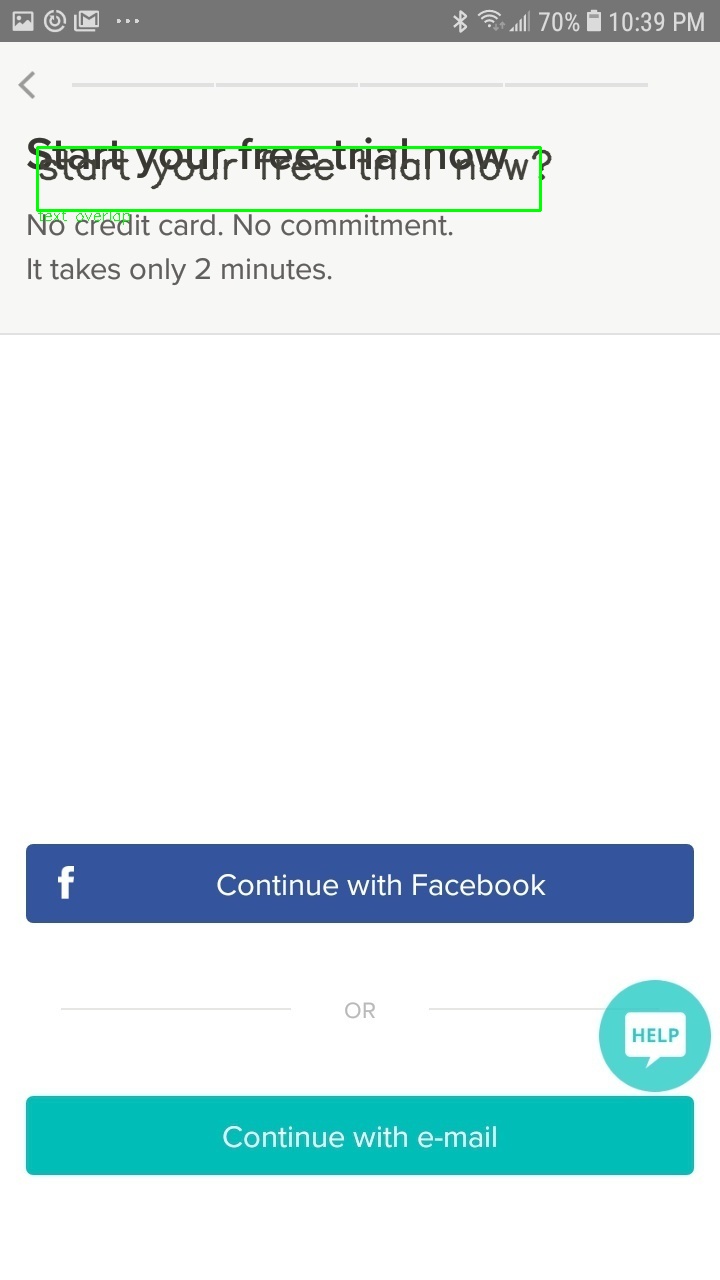 70% 10:39 PM
Start your free trial now
start your free trial now?
text overlap
No credit card. No commitment.
It takes only 2 minutes.
f Continue with Facebook
OR
HELP
Continue with e-mail